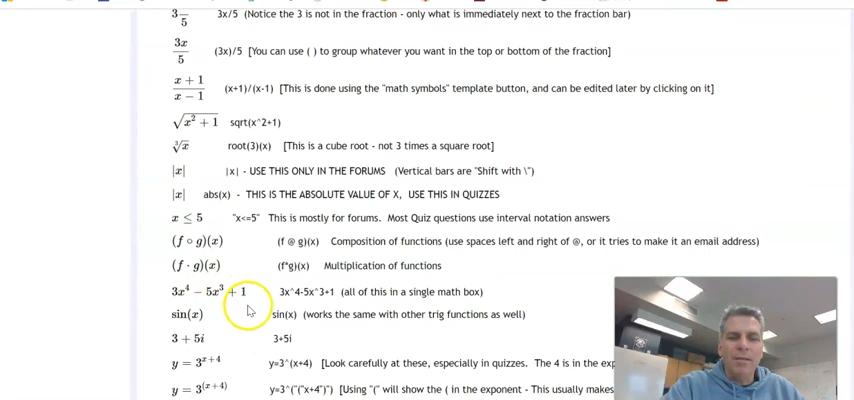 3 x/5 3x/5 (Notice the 3 is not in the fraction - only what is immediately next to the fraction bar)
3x/5 (3x)/5 [You can use ( ) to group whatever you want in the top or bottom of the fraction]
x + 1/x − 1 (x+1)/(x-1) [This is done using the "math symbols" template button, and can be edited later by clicking on it]
√x² + 1 sqrt(x^2+1)
∛x root(3)(x) [This is a cube root - not 3 times a square root]
|x| |x| - USE THIS ONLY IN THE FORUMS (Vertical bars are "Shift with \")
|x| abs(x) - THIS IS THE ABSOLUTE VALUE OF X, USE THIS IN QUIZZES
x ≤ 5 "x<=5" This is mostly for forums. Most Quiz questions use interval notation answers
(f ∘ g)(x) (f @ g)(x) Composition of functions (use spaces left and right of @, or it tries to make it an email address)
(f · g)(x) (f*g)(x) Multiplication of functions
3x⁴ − 5x³ + 1 3x^4-5x^3+1 (all of this in a single math box)
sin(x) sin(x) (works the same with other trig functions as well)
3 + 5i 3+5i
y = 3ˣ⁺⁴ y=3^(x+4) [Look carefully at these, especially in quizzes. The 4 is in the exp
y = 3⁽ˣ⁺⁴⁾ y=3^("("x+4")") [Using "(" will show the ( in the exponent - This usually makes